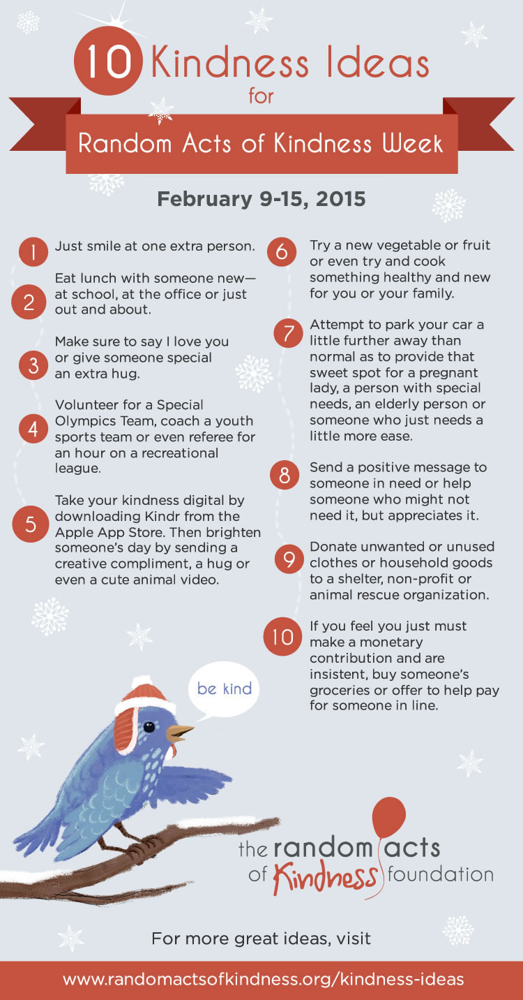 10 Kindness Ideas
for
Random Acts of Kindness Week
February 9-15, 2015
1 Just smile at one extra person.
2 Eat lunch with someone new—
at school, at the office or just
out and about.
3 Make sure to say I love you
or give someone special
an extra hug.
4 Volunteer for a Special
Olympics Team, coach a youth
sports team or even referee for
an hour on a recreational
league.
5 Take your kindness digital by
downloading Kindr from the
Apple App Store. Then brighten
someone's day by sending a
creative compliment, a hug or
even a cute animal video.
6 Try a new vegetable or fruit
or even try and cook
something healthy and new
for you or your family.
7 Attempt to park your car a
little further away than
normal as to provide that
sweet spot for a pregnant
lady, a person with special
needs, an elderly person or
someone who just needs a
little more ease.
8 Send a positive message to
someone in need or help
someone who might not
need it, but appreciates it.
9 Donate unwanted or unused
clothes or household goods
to a shelter, non-profit or
animal rescue organization.
10 If you feel you just must
make a monetary
contribution and are
insistent, buy someone's
groceries or offer to help pay
for someone in line.
be kind
the random acts
of Kindness foundation
For more great ideas, visit
www.randomactsofkindness.org/kindness-ideas